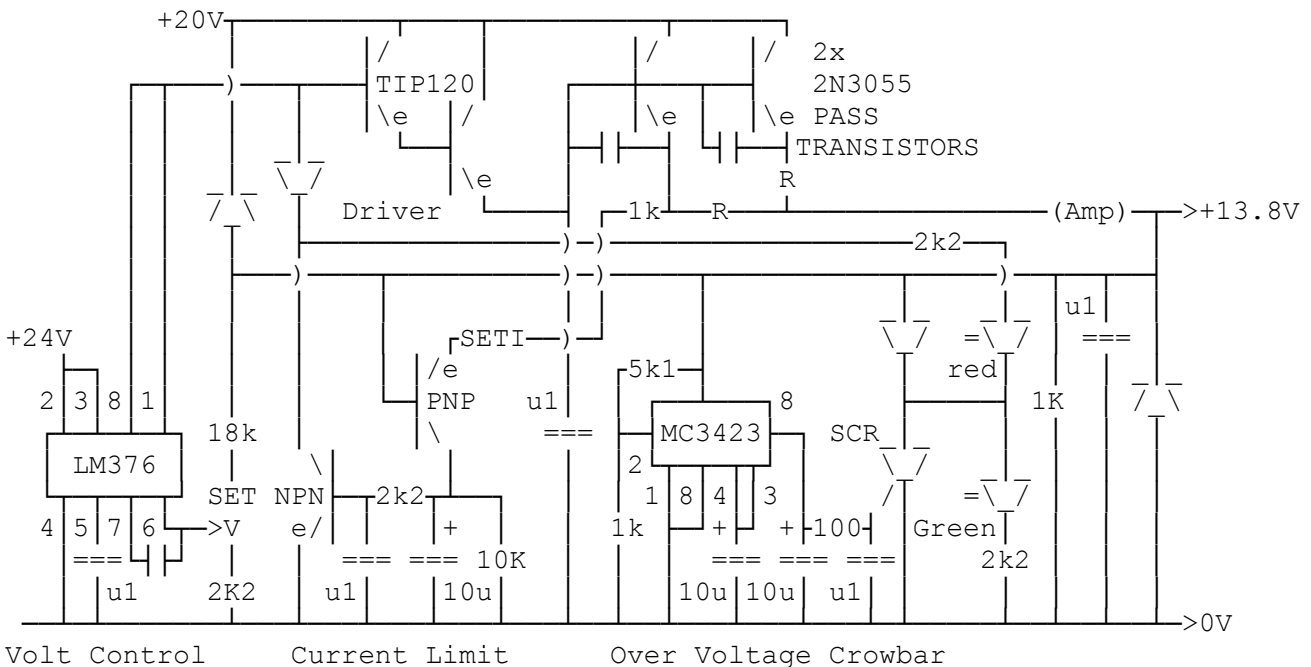 +20V
2x
TIP120 2N3055
\e \e \e PASS
TRANSISTORS
\e R
Driver 1k R (Amp) >+13.8V
2k2
u1
+24V SETI
/e 5k1 red
2 3 8 1 PNP u1 8 1K
18k MC3423 SCR
LM376 2
SET NPN 2k2 1 8 4 3
4 5 7 6 >V e/ + 1k + + 100 Green
10K 2k2
u1 2K2 u1 10u 10u 10u u1
>0V
Volt Control Current Limit Over Voltage Crowbar